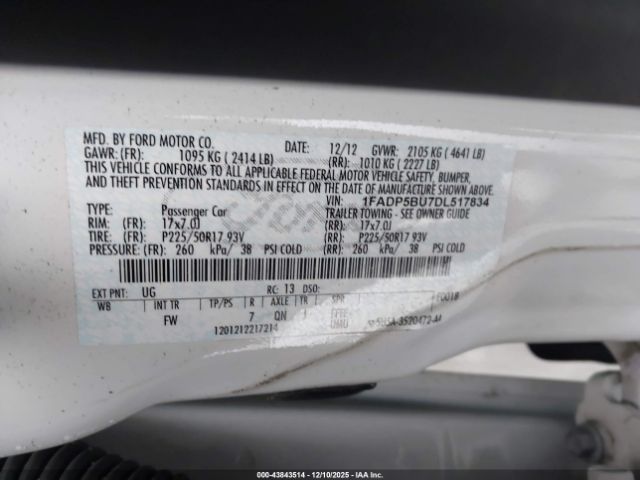 MFD. BY FORD MOTOR CO. DATE: 12/12 GVWR: 2105 KG ( 4641 LB)
GAWR: (FR): 1095 KG ( 2414 LB) (RR): 1010 KG ( 2227 LB)
THIS VEHICLE CONFORMS TO ALL APPLICABLE FEDERAL MOTOR VEHICLE SAFETY, BUMPER,
AND THEFT PREVENTION STANDARDS IN EFFECT ON THE DATE OF MANUFACTURE SHOWN ABOVE.
VIN: 1FADP5BU7DL517834
TYPE: Passenger Car TRAILER TOWING - SEE OWNER GUIDE
RIM: (FR): 17x7.0J (RR): 17x7.0J
TIRE: (FR): P225/50R17 93V (RR): P225/50R17 93V
PRESSURE: (FR): 260 kPa/ 38 PSI COLD (RR): 260 kPa/ 38 PSI COLD
EXT PNT: UG RC: 13 DSO:
WB INT TR TP/PS R AXLE TR SPR
FW 7 QN
1201212217214
00-43843514 - 12/10/2025 - IAAI.com